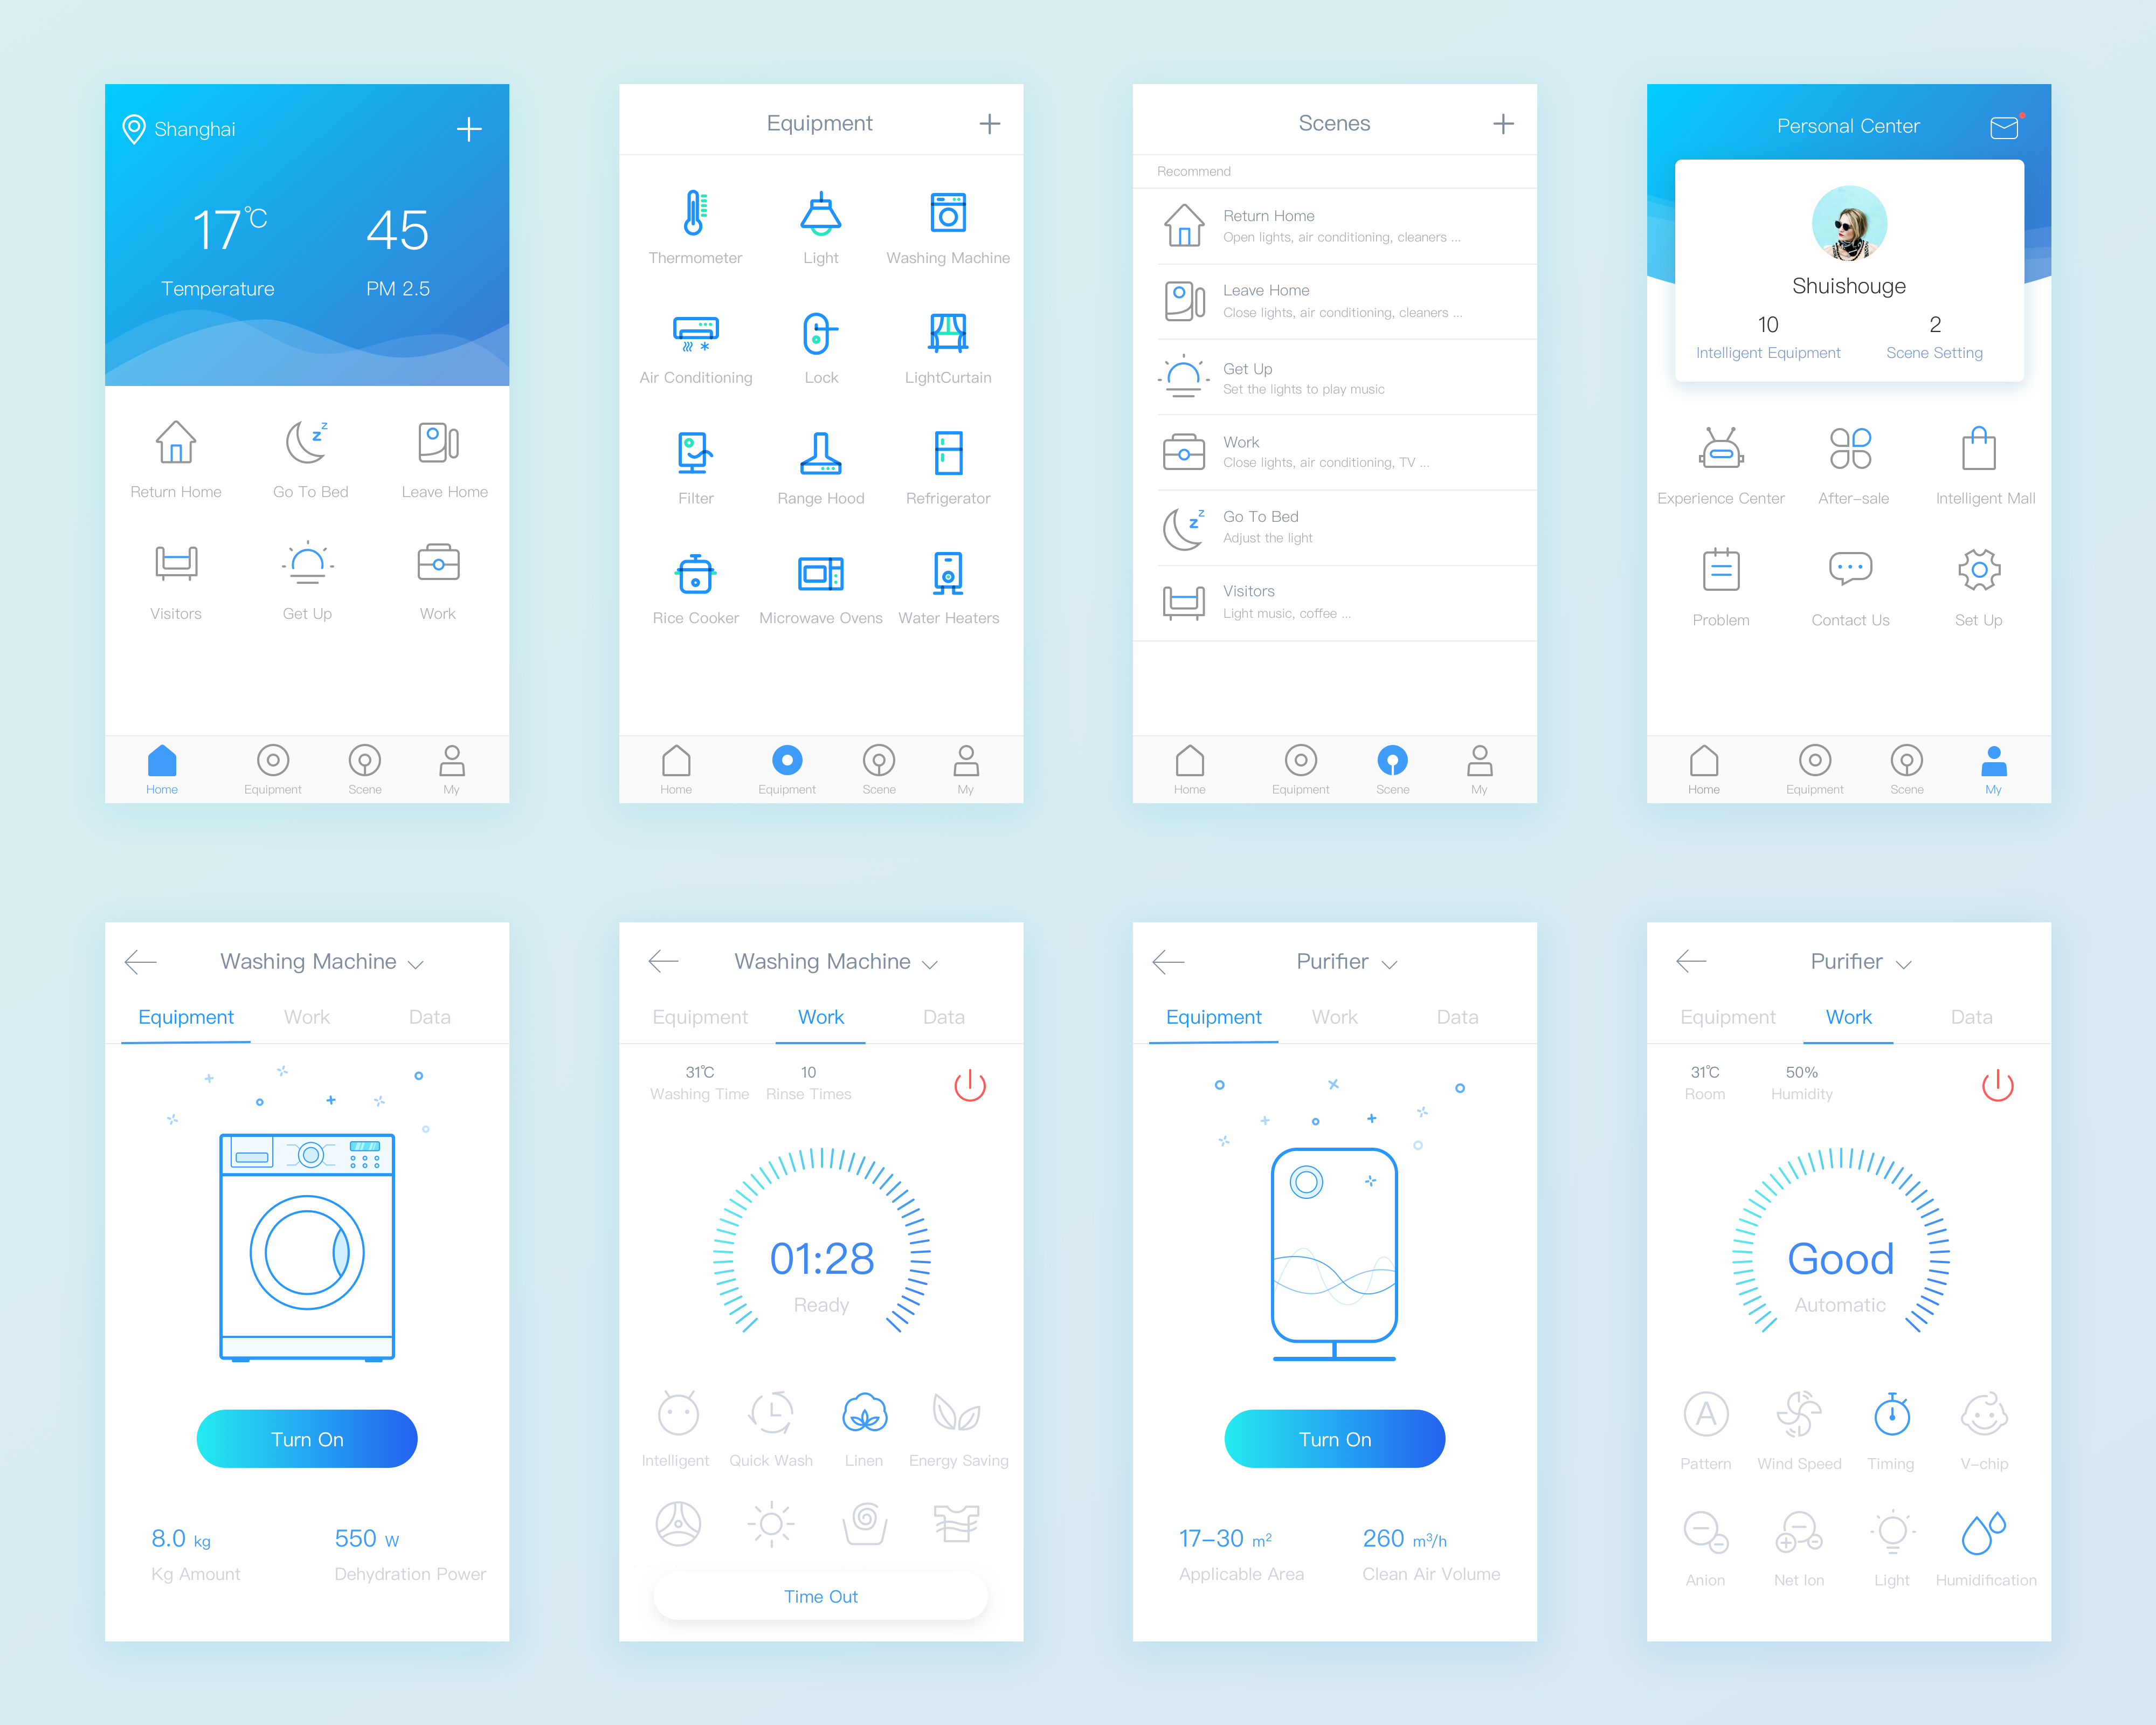 Shanghai
17℃ 45
Temperature PM 2.5
Return Home Go To Bed Leave Home
Visitors Get Up Work
Home Equipment Scene My
Equipment
Thermometer Light Washing Machine
Air Conditioning Lock LightCurtain
Filter Range Hood Refrigerator
Rice Cooker Microwave Ovens Water Heaters
Home Equipment Scene My
Scenes
Recommend
Return Home
Open lights, air conditioning, cleaners ...
Leave Home
Close lights, air conditioning, cleaners ...
Get Up
Set the lights to play music
Work
Close lights, air conditioning, TV ...
Go To Bed
Adjust the light
Visitors
Light music, coffee ...
Home Equipment Scene My
Personal Center
Shuishouge
10 2
Intelligent Equipment Scene Setting
Experience Center After-sale Intelligent Mall
Problem Contact Us Set Up
Home Equipment Scene My
Washing Machine
Equipment Work Data
Turn On
8.0 kg 550 W
Kg Amount Dehydration Power
Washing Machine
Equipment Work Data
31℃ 10
Washing Time Rinse Times
01:28
Ready
Intelligent Quick Wash Linen Energy Saving
Time Out
Purifier
Equipment Work Data
Turn On
17-30 m² 260 m³/h
Applicable Area Clean Air Volume
Purifier
Equipment Work Data
31℃ 50%
Room Humidity
Good
Automatic
A
Pattern Wind Speed Timing V-chip
Anion Net Ion Light Humidification